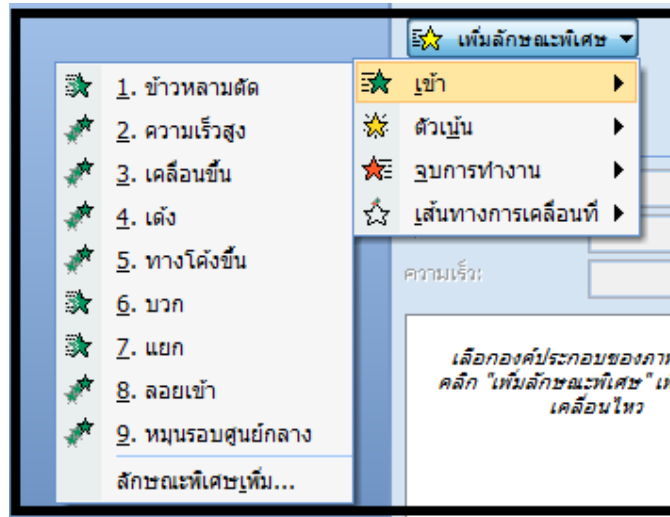 เพิ่มลักษณะพิเศษ
เข้า
ตัวเน้น
จบการทำงาน
เส้นทางการเคลื่อนที่
1. ข้าวหลามตัด
2. ความเร็วสูง
3. เคลื่อนขึ้น
4. เด้ง
5. ทางโค้งขึ้น
6. บวก
7. แยก
8. ลอยเข้า
9. หมุนรอบศูนย์กลาง
ลักษณะพิเศษเพิ่ม...
ความเร็ว:
เลือกองค์ประกอบของภาพ
คลิก "เพิ่มลักษณะพิเศษ" เพ
เคลื่อนไหว